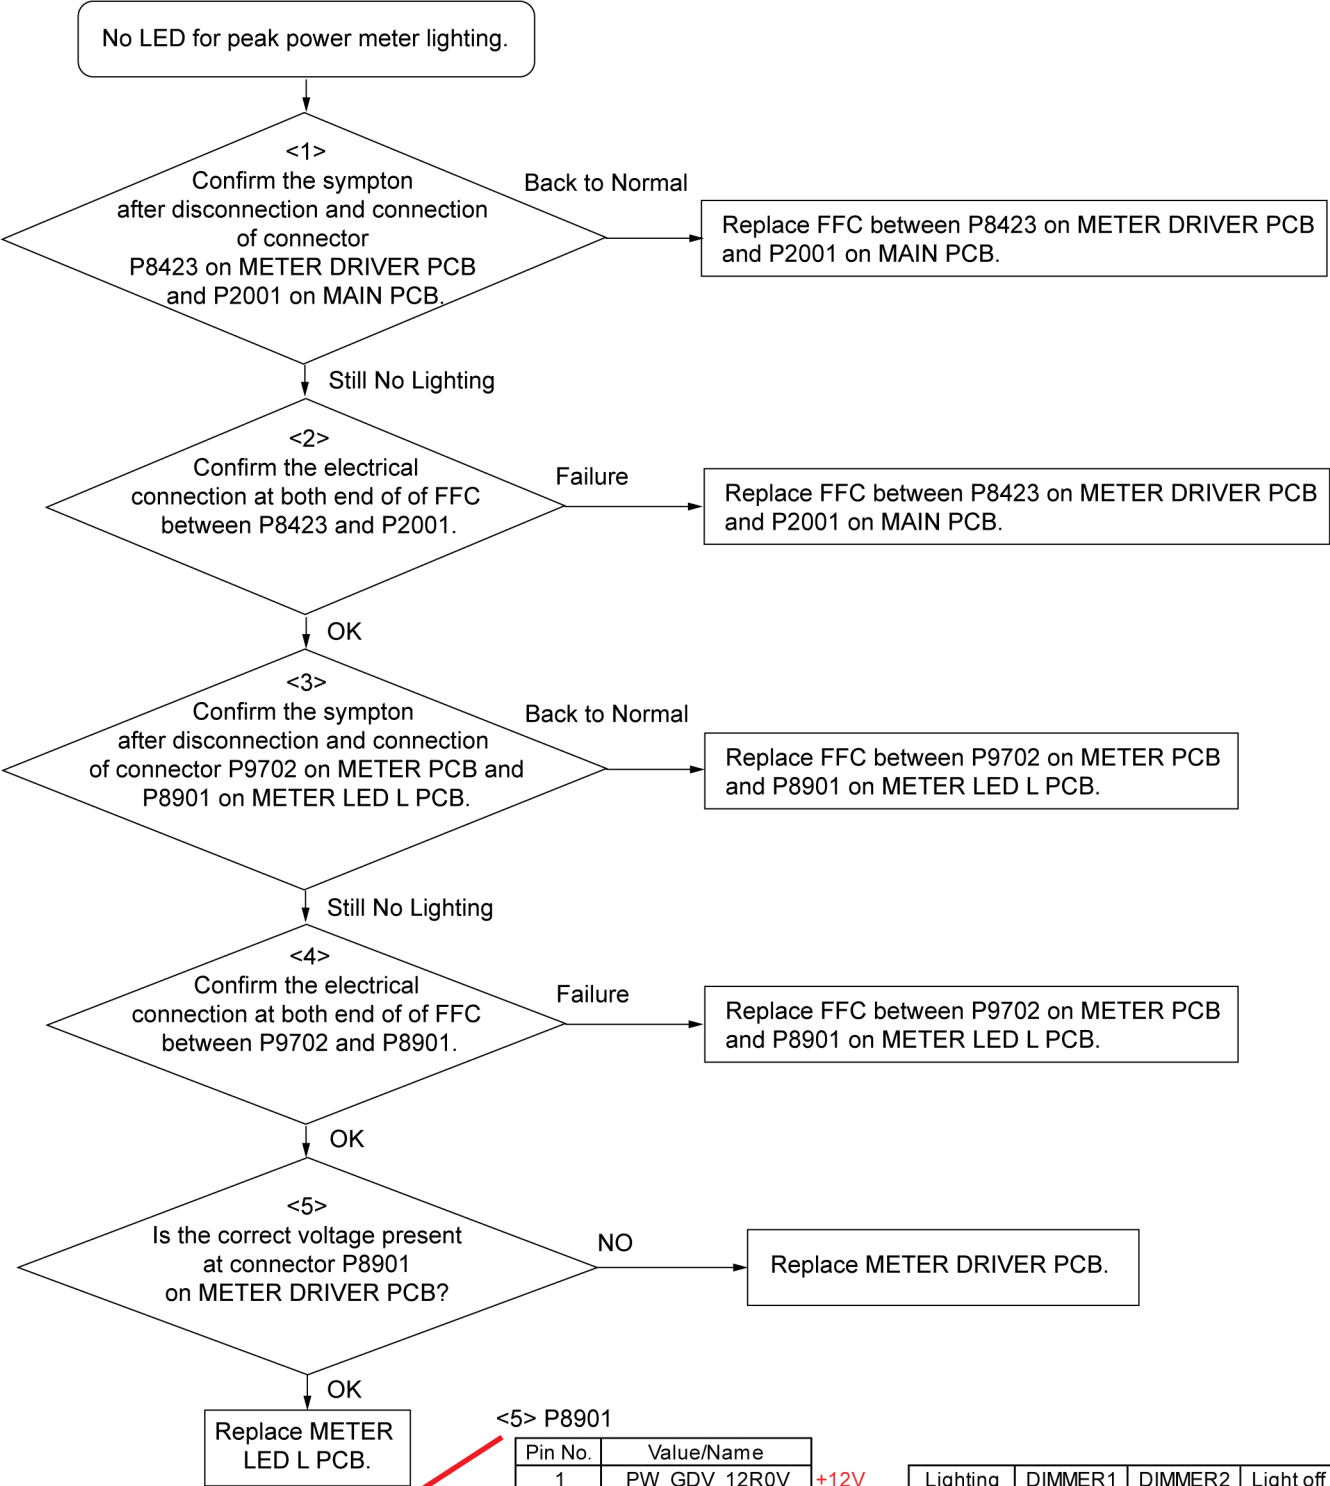 No LED for peak power meter lighting.
<1>
Confirm the sympton
after disconnection and connection
of connector
P8423 on METER DRIVER PCB
and P2001 on MAIN PCB.
Back to Normal
Replace FFC between P8423 on METER DRIVER PCB
and P2001 on MAIN PCB.
Still No Lighting
<2>
Confirm the electrical
connection at both end of of FFC
between P8423 and P2001.
Failure
Replace FFC between P8423 on METER DRIVER PCB
and P2001 on MAIN PCB.
OK
<3>
Confirm the sympton
after disconnection and connection
of connector P9702 on METER PCB and
P8901 on METER LED L PCB.
Back to Normal
Replace FFC between P9702 on METER PCB
and P8901 on METER LED L PCB.
Still No Lighting
<4>
Confirm the electrical
connection at both end of of FFC
between P9702 and P8901.
Failure
Replace FFC between P9702 on METER PCB
and P8901 on METER LED L PCB.
OK
<5>
Is the correct voltage present
at connector P8901
on METER DRIVER PCB?
NO
Replace METER DRIVER PCB.
OK
Replace METER
LED L PCB.
<5> P8901
Pin No. Value/Name
1 PW_GDV_12R0V +12V
Lighting DIMMER1 DIMMER2 Light off